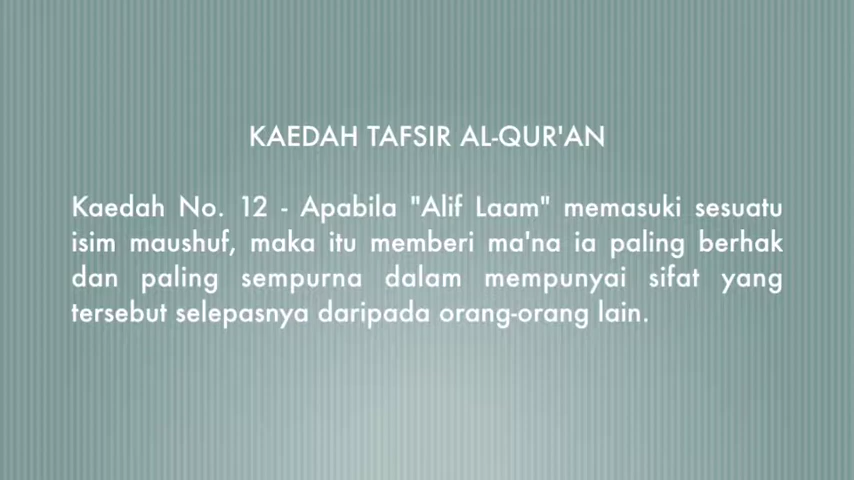 KAEDAH TAFSIR AL-QUR'AN
Kaedah No. 12 - Apabila "Alif Laam" memasuki sesuatu
isim maushuf, maka itu memberi ma'na ia paling berhak
dan paling sempurna dalam mempunyai sifat yang
tersebut selepasnya daripada orang-orang lain.